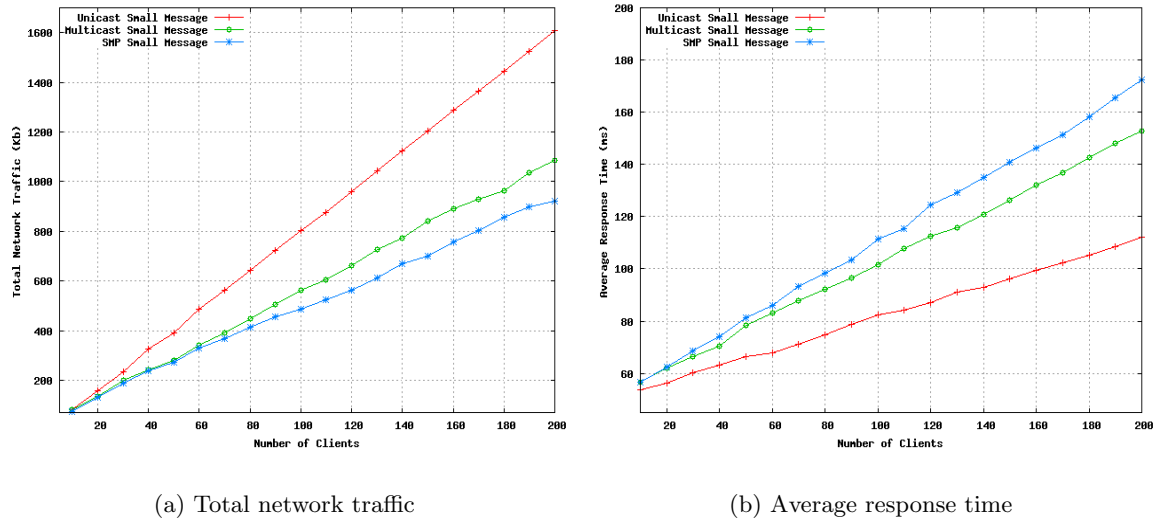 Unicast Small Message
Multicast Small Message
SMP Small Message
1600
1400
1200
1000
800
600
400
200
Total Network Traffic (Kb)
20 40 60 80 100 120 140 160 180 200
Number of Clients
(a) Total network traffic
Unicast Small Message
Multicast Small Message
SMP Small Message
200
180
160
140
120
100
80
60
Average Response Time (ms)
20 40 60 80 100 120 140 160 180 200
Number of Clients
(b) Average response time